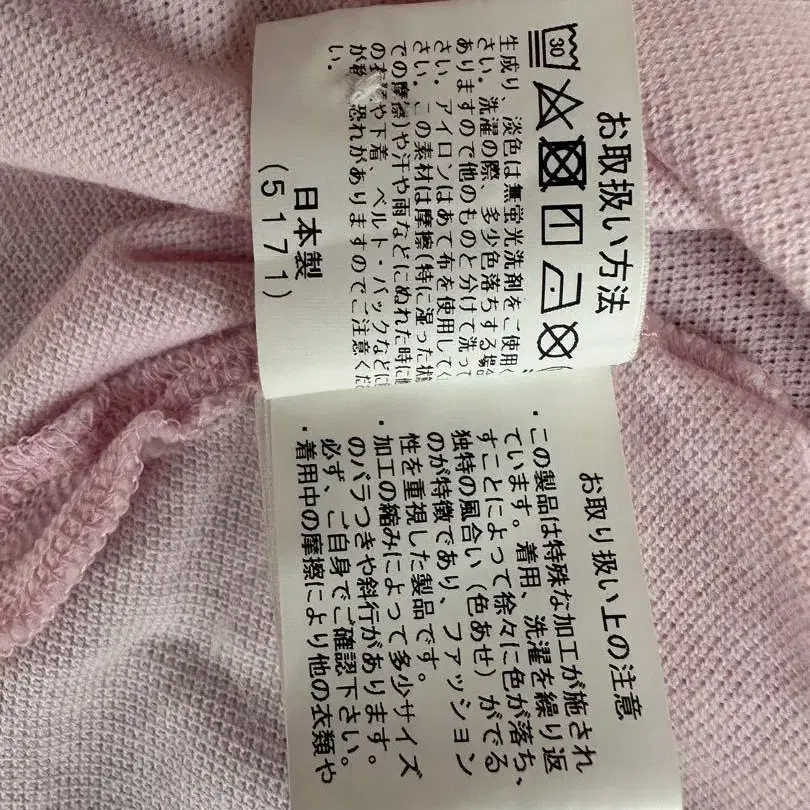 お取扱い方法
30
生成り、淡色は無蛍光洗剤をご使用く
さい。洗濯の際、多少色落ちする場
ありますので他のものと分けて洗っ
さい。アイロンはあて布を使用して
さい。この素材は摩擦(特に湿った状
での摩擦)や汗や雨などにぬれた時に
の衣類や下着、ベルト・バックなどに
が 恐れがありますのでご注意くだ
い。
日本製
(5171)
お取り扱い上の注意
・この製品は特殊な加工が施され
ています。着用、洗濯を繰り返
すことによって徐々に色が落ち、
独特の風合い(色あせ)がでる
のが特徴であり、ファッション
性を重視した製品です。
・加工の縮みによって多少サイズ
のバラつきや斜行があります。
必ず、ご自身でご確認下さい。
・着用中の摩擦により他の衣類や